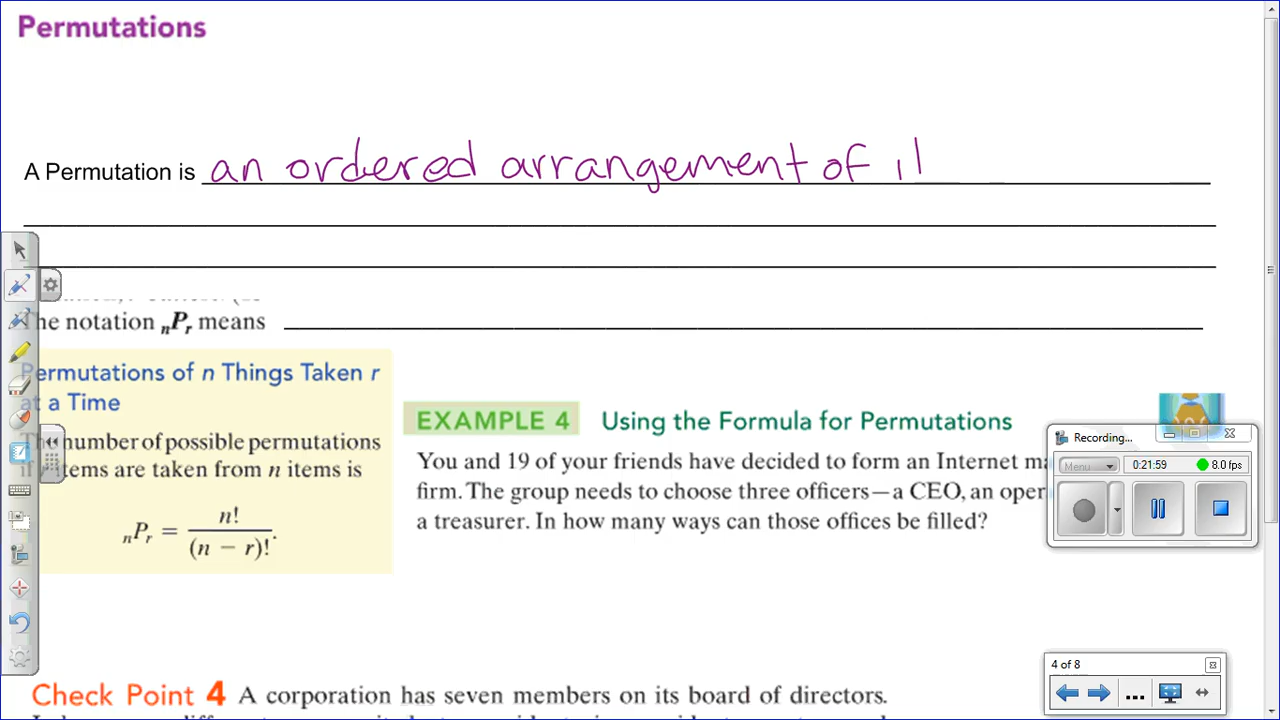 Permutations
A Permutation is an ordered arrangement of
The notation nPr means
Permutations of n Things Taken r
at a Time
The number of possible permutations
if r items are taken from n items is
nPr = n! / (n − r)!.
EXAMPLE 4 Using the Formula for Permutations
You and 19 of your friends have decided to form an Internet
firm. The group needs to choose three officers—a CEO, an
a treasurer. In how many ways can those offices be filled?
Recording...
Menu 0:21:59 8.0 fps
4 of 8
Check Point 4 A corporation has seven members on its board of directors.